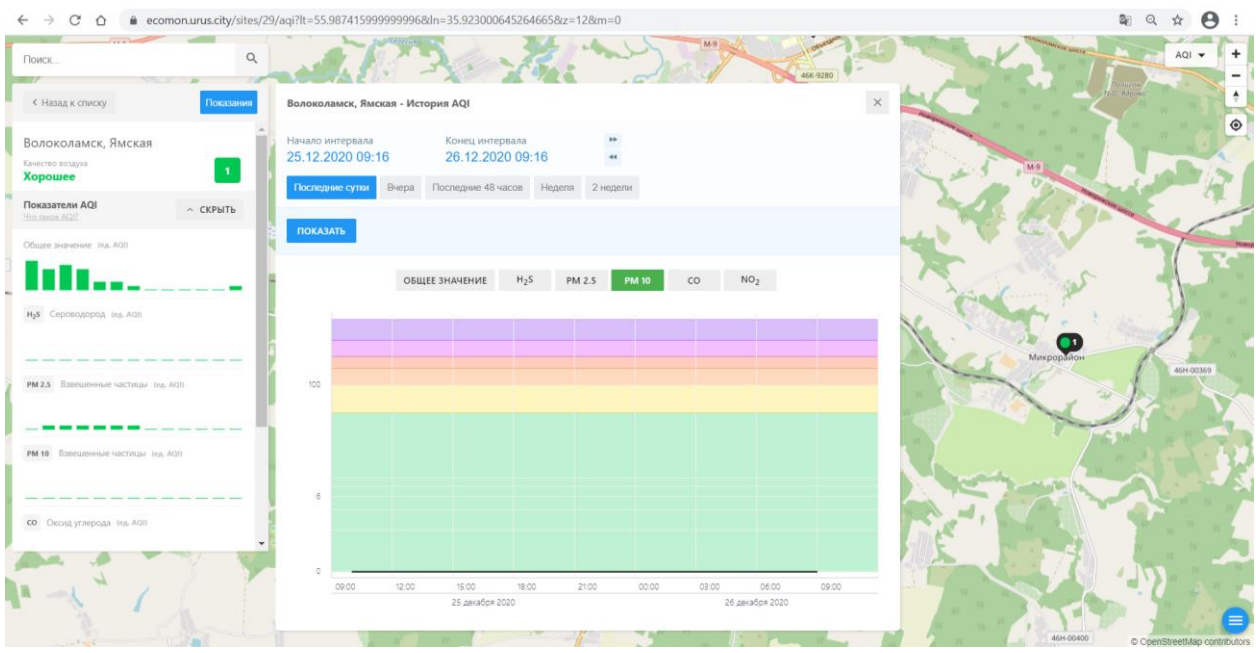 ecomon.urus.city/sites/29/aqi?lt=55.987415999999996&ln=35.923000645264665&z=12&m=0
Поиск...
AQI
+
−
Назад к списку
Показания
Волоколамск, Ямская
Качество воздуха
Хорошее
1
Показатели AQI
Что такое AQI?
СКРЫТЬ
Общее значение (ед. AQI)
H₂S Сероводород (ед. AQI)
PM 2.5 Взвешенные частицы (ед. AQI)
PM 10 Взвешенные частицы (ед. AQI)
CO Оксид углерода (ед. AQI)
Волоколамск, Ямская - История AQI
Начало интервала
25.12.2020 09:16
Конец интервала
26.12.2020 09:16
Последние сутки Вчера Последние 48 часов Неделя 2 недели
ПОКАЗАТЬ
ОБЩЕЕ ЗНАЧЕНИЕ H₂S PM 2.5 PM 10 CO NO₂
100
6
0
09:00 12:00 15:00 18:00 21:00 00:00 03:00 06:00 09:00
25 декабря 2020 26 декабря 2020
М-9
46К-9280
М-9
1
Микрорайон
46Н-00369
46Н-00400
© OpenStreetMap contributors